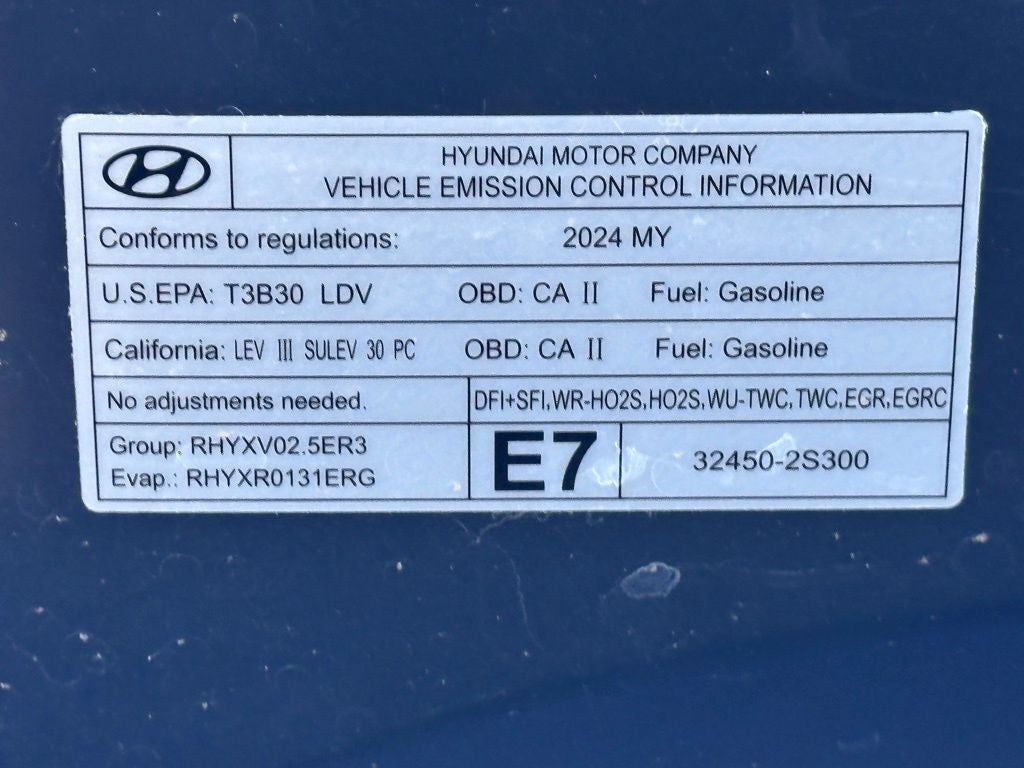 HYUNDAI MOTOR COMPANY
VEHICLE EMISSION CONTROL INFORMATION
Conforms to regulations: 2024 MY
U.S.EPA: T3B30 LDV OBD: CA II Fuel: Gasoline
California: LEV III SULEV 30 PC OBD: CA II Fuel: Gasoline
No adjustments needed. DFI+SFI,WR-HO2S,HO2S,WU-TWC,TWC,EGR,EGRC
Group: RHYXV02.5ER3
Evap.: RHYXR0131ERG
E7 32450-2S300